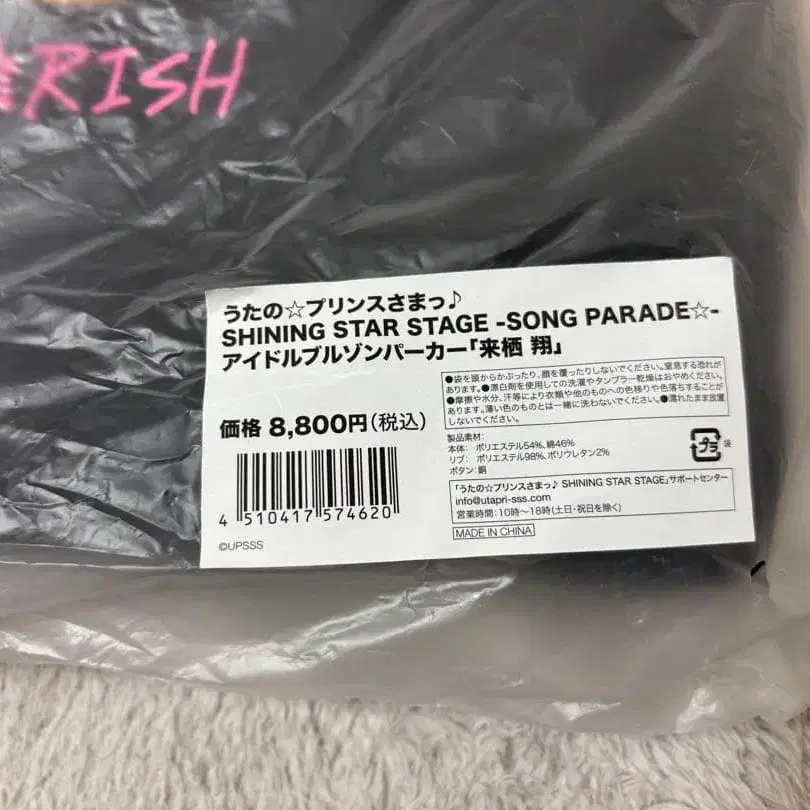 ARISH
うたの☆プリンスさまっ♪
SHINING STAR STAGE -SONG PARADE☆-
アイドルブルゾンパーカー「来栖 翔」
価格 8,800円(税込)
4 510417 574620
©UPSSS
●袋を頭からかぶったり、顔を覆ったりしないでください。窒息する恐れが
あります。●漂白剤を使用しての洗濯やタンブラー乾燥はおやめください。
●摩擦や水分、汗等により衣類や他のものへの色移りや色落ちすることが
あります。薄い色のものとは一緒に洗わないでください。●濡れたまま放置
しないでください。
製品素材:
本体: ポリエステル54%、綿46%
リブ: ポリエステル98%、ポリウレタン2%
ボタン: 銅
プラ
袋
「うたの☆プリンスさまっ♪ SHINING STAR STAGE」サポートセンター
info@utapri-sss.com
営業時間:10時～18時(土日・祝日を除く)
MADE IN CHINA